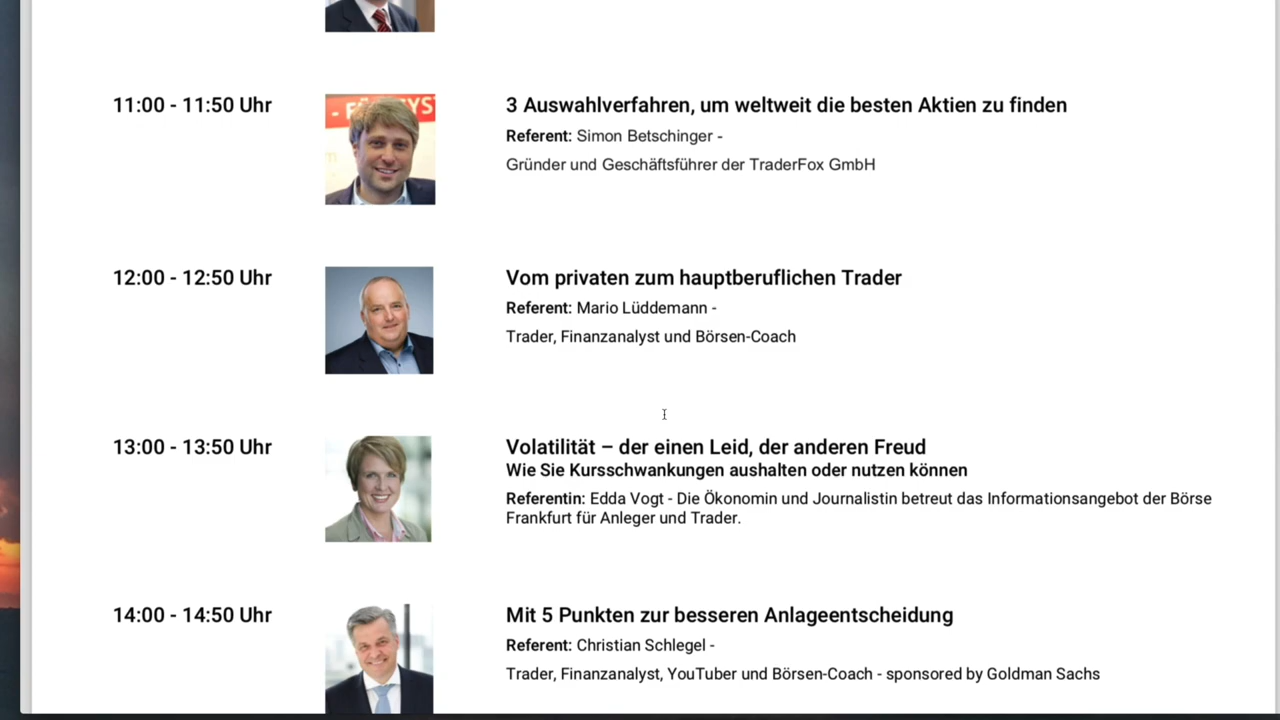 11:00 - 11:50 Uhr
3 Auswahlverfahren, um weltweit die besten Aktien zu finden
Referent: Simon Betschinger -
Gründer und Geschäftsführer der TraderFox GmbH
12:00 - 12:50 Uhr
Vom privaten zum hauptberuflichen Trader
Referent: Mario Lüddemann -
Trader, Finanzanalyst und Börsen-Coach
13:00 - 13:50 Uhr
Volatilität – der einen Leid, der anderen Freud
Wie Sie Kursschwankungen aushalten oder nutzen können
Referentin: Edda Vogt - Die Ökonomin und Journalistin betreut das Informationsangebot der Börse
Frankfurt für Anleger und Trader.
14:00 - 14:50 Uhr
Mit 5 Punkten zur besseren Anlageentscheidung
Referent: Christian Schlegel -
Trader, Finanzanalyst, YouTuber und Börsen-Coach - sponsored by Goldman Sachs